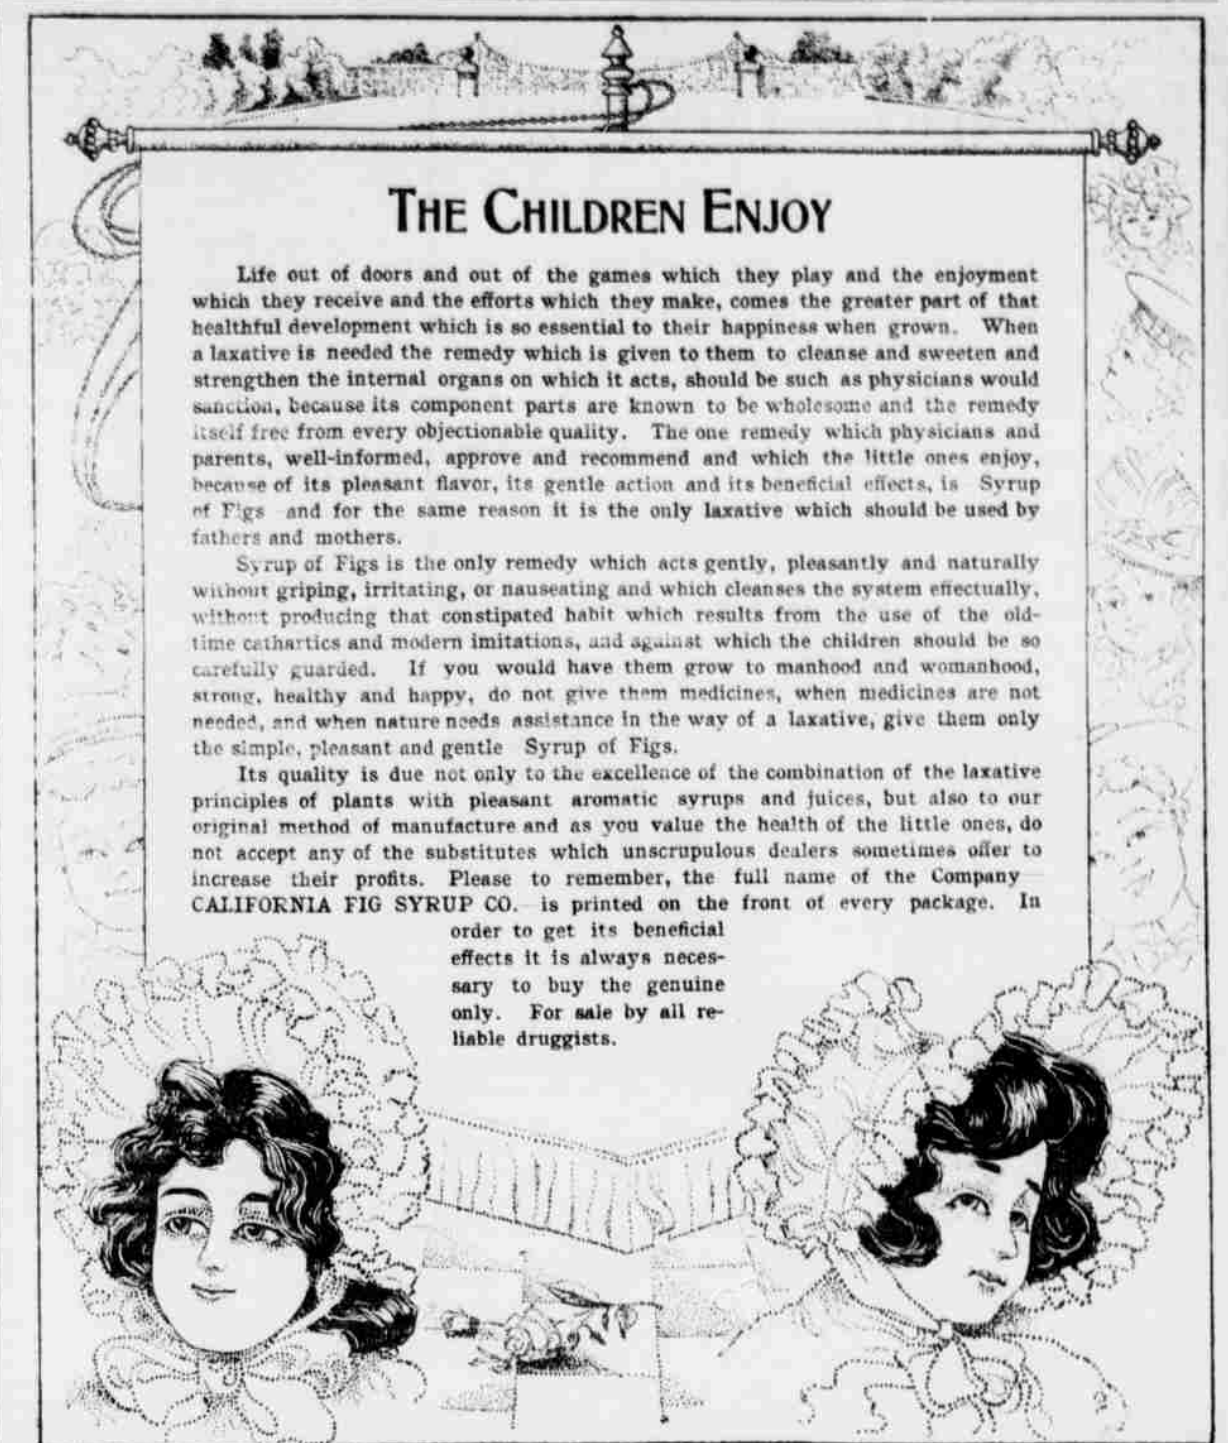 THE CHILDREN ENJOY
Life out of doors and out of the games which they play and the enjoyment
which they receive and the efforts which they make, comes the greater part of that
healthful development which is so essential to their happiness when grown. When
a laxative is needed the remedy which is given to them to cleanse and sweeten and
strengthen the internal organs on which it acts, should be such as physicians would
sanction, because its component parts are known to be wholesome and the remedy
itself free from every objectionable quality. The one remedy which physicians and
parents, well-informed, approve and recommend and which the little ones enjoy,
because of its pleasant flavor, its gentle action and its beneficial effects, is Syrup
of Figs and for the same reason it is the only laxative which should be used by
fathers and mothers.
Syrup of Figs is the only remedy which acts gently, pleasantly and naturally
without griping, irritating, or nauseating and which cleanses the system effectually,
without producing that constipated habit which results from the use of the old-
time cathartics and modern imitations, and against which the children should be so
carefully guarded. If you would have them grow to manhood and womanhood,
strong, healthy and happy, do not give them medicines, when medicines are not
needed, and when nature needs assistance in the way of a laxative, give them only
the simple, pleasant and gentle Syrup of Figs.
Its quality is due not only to the excellence of the combination of the laxative
principles of plants with pleasant aromatic syrups and juices, but also to our
original method of manufacture and as you value the health of the little ones, do
not accept any of the substitutes which unscrupulous dealers sometimes offer to
increase their profits. Please to remember, the full name of the Company
CALIFORNIA FIG SYRUP CO. is printed on the front of every package. In
order to get its beneficial
effects it is always neces-
sary to buy the genuine
only. For sale by all re-
liable druggists.